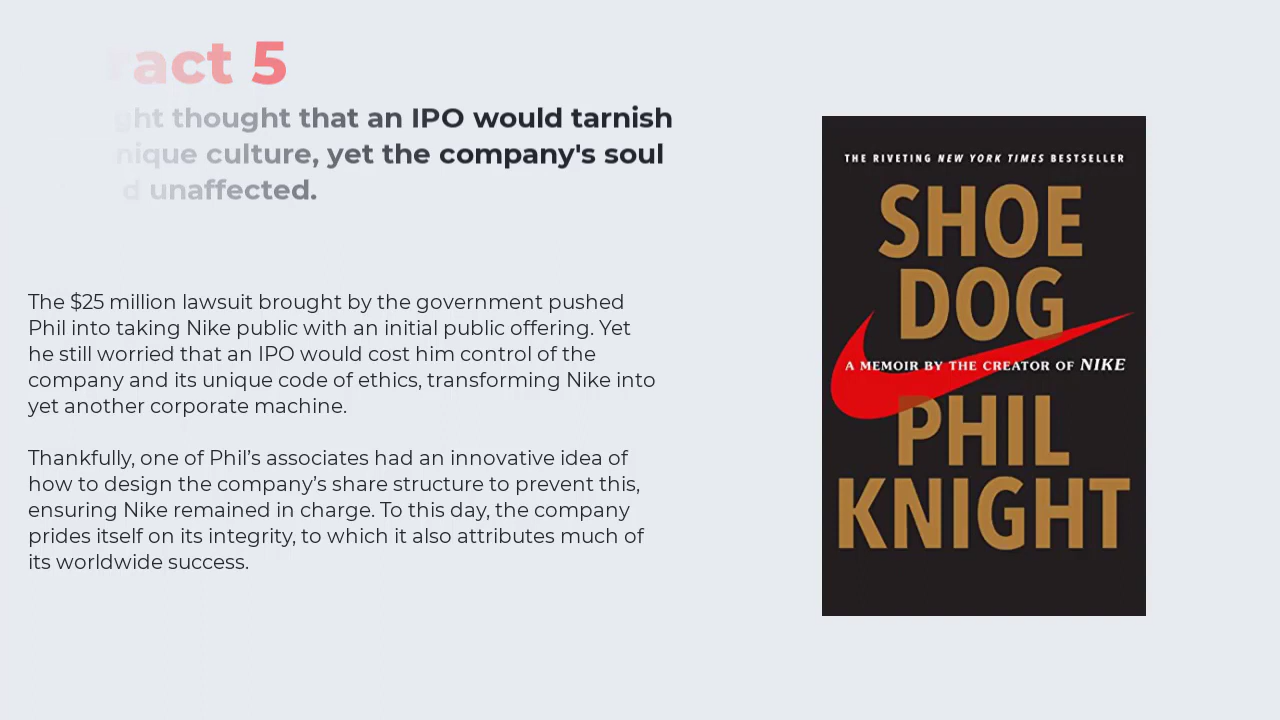 act 5
ght thought that an IPO would tarnish
nique culture, yet the company's soul
d unaffected.
The $25 million lawsuit brought by the government pushed
Phil into taking Nike public with an initial public offering. Yet
he still worried that an IPO would cost him control of the
company and its unique code of ethics, transforming Nike into
yet another corporate machine.
Thankfully, one of Phil’s associates had an innovative idea of
how to design the company’s share structure to prevent this,
ensuring Nike remained in charge. To this day, the company
prides itself on its integrity, to which it also attributes much of
its worldwide success.
THE RIVETING NEW YORK TIMES BESTSELLER
SHOE
DOG
A MEMOIR BY THE CREATOR OF NIKE
PHIL
KNIGHT